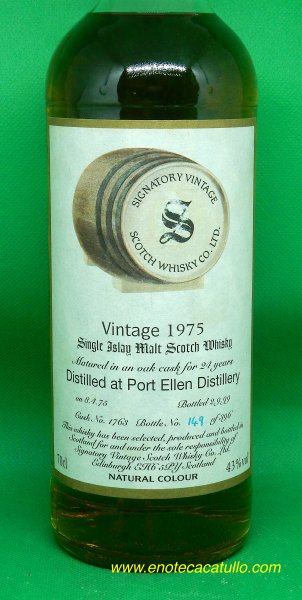 SIGNATORY VINTAGE
S
SCOTCH WHISKY CO. LTD.
Vintage 1975
Single Islay Malt Scotch Whisky
Matured in an oak cask for 24 years
Distilled at Port Ellen Distillery
on 8.4.75 Bottled 2.9.99
Cask No. 1763 Bottle No. 149 of
This whisky has been selected, produced and bottled in
Scotland for and under the sole responsibility of
Signatory Vintage Scotch Whisky Co. Ltd.
Edinburgh EH6 5PY Scotland
70cl
43%vol
NATURAL COLOUR
www.enotecacatullo.com